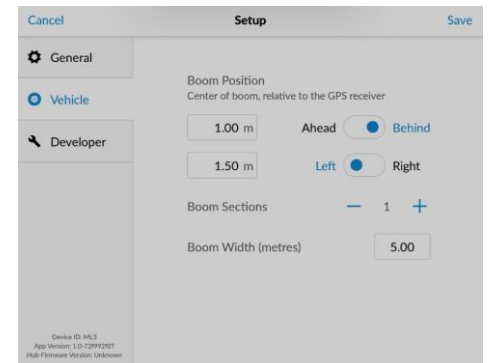 Cancel
Setup
Save
General
Vehicle
Developer
Boom Position
Center of boom, relative to the GPS receiver
1.00 m
Ahead
Behind
1.50 m
Left
Right
Boom Sections
1
Boom Width (metres)
5.00
Device ID: ML5
Hub Firmware Version: Unknown